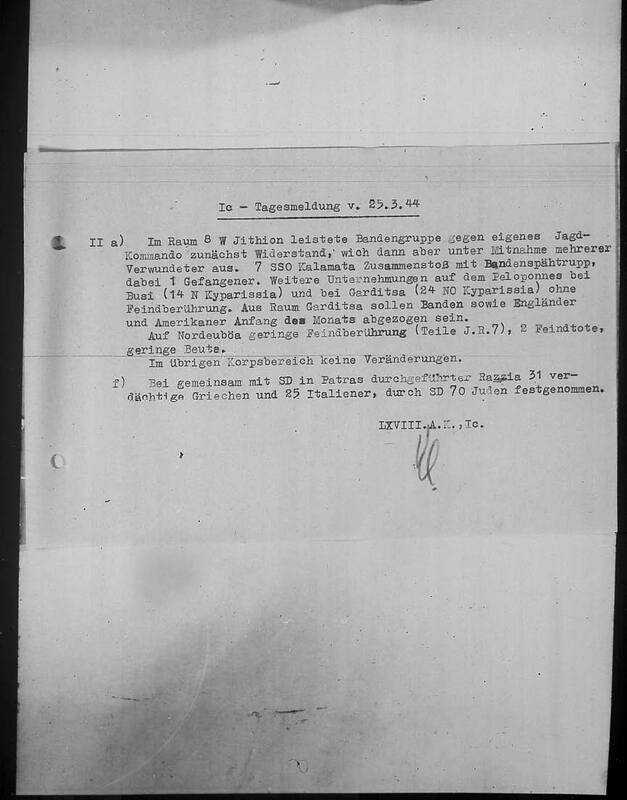 Ic - Tagesmeldung v. 25.3.44
II a) Im Raum 8 W Jithion leistete Bandengruppe gegen eigenes Jagd-
Kommando zunächst Widerstand, wich dann aber unter Mitnahme mehrerer
Verwundeter aus. 7 SSO Kalamata Zusammenstoß mit Bandenspähtrupp,
dabei 1 Gefangener. Weitere Unternehmungen auf dem Peloponnes bei
Busi (14 N Kyparissia) und bei Garditsa (24 NO Kyparissia) ohne
Feindberührung. Aus Raum Garditsa sollen Banden sowie Engländer
und Amerikaner Anfang des Monats abgezogen sein.
Auf Nordeuböa geringe Feindberührung (Teile J.R.7), 2 Feindtote,
geringe Beute.
Im übrigen Korpsbereich keine Veränderungen.
f) Bei gemeinsam mit SD in Patras durchgeführter Razzia 31 ver-
dächtige Griechen und 25 Italiener, durch SD 70 Juden festgenommen.
LXVIII.A.K.,Ic.